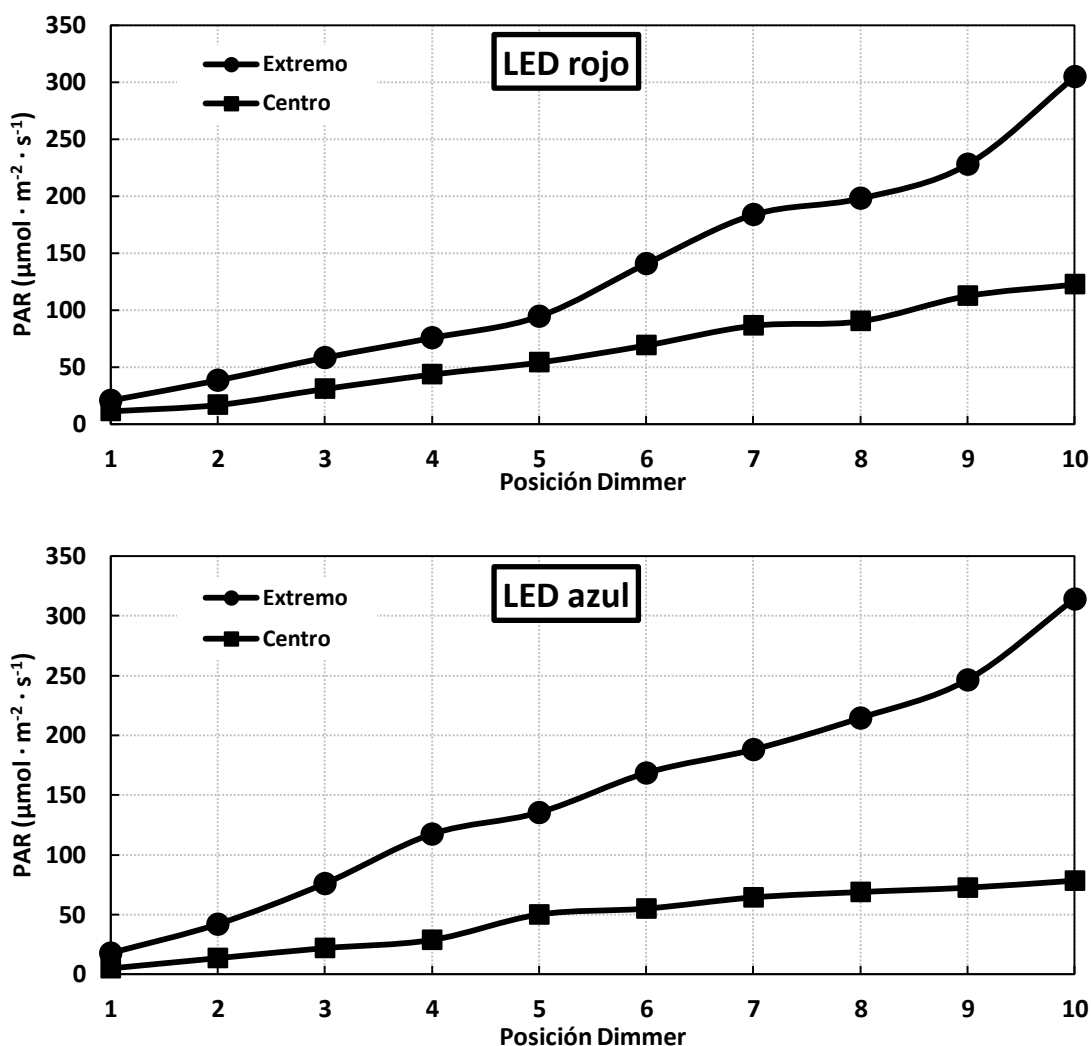 LED rojo
Extremo
Centro
PAR (µmol · m⁻² · s⁻¹)
350
300
250
200
150
100
50
0
1 2 3 4 5 6 7 8 9 10
Posición Dimmer
LED azul
Extremo
Centro
PAR (µmol · m⁻² · s⁻¹)
350
300
250
200
150
100
50
0
1 2 3 4 5 6 7 8 9 10
Posición Dimmer